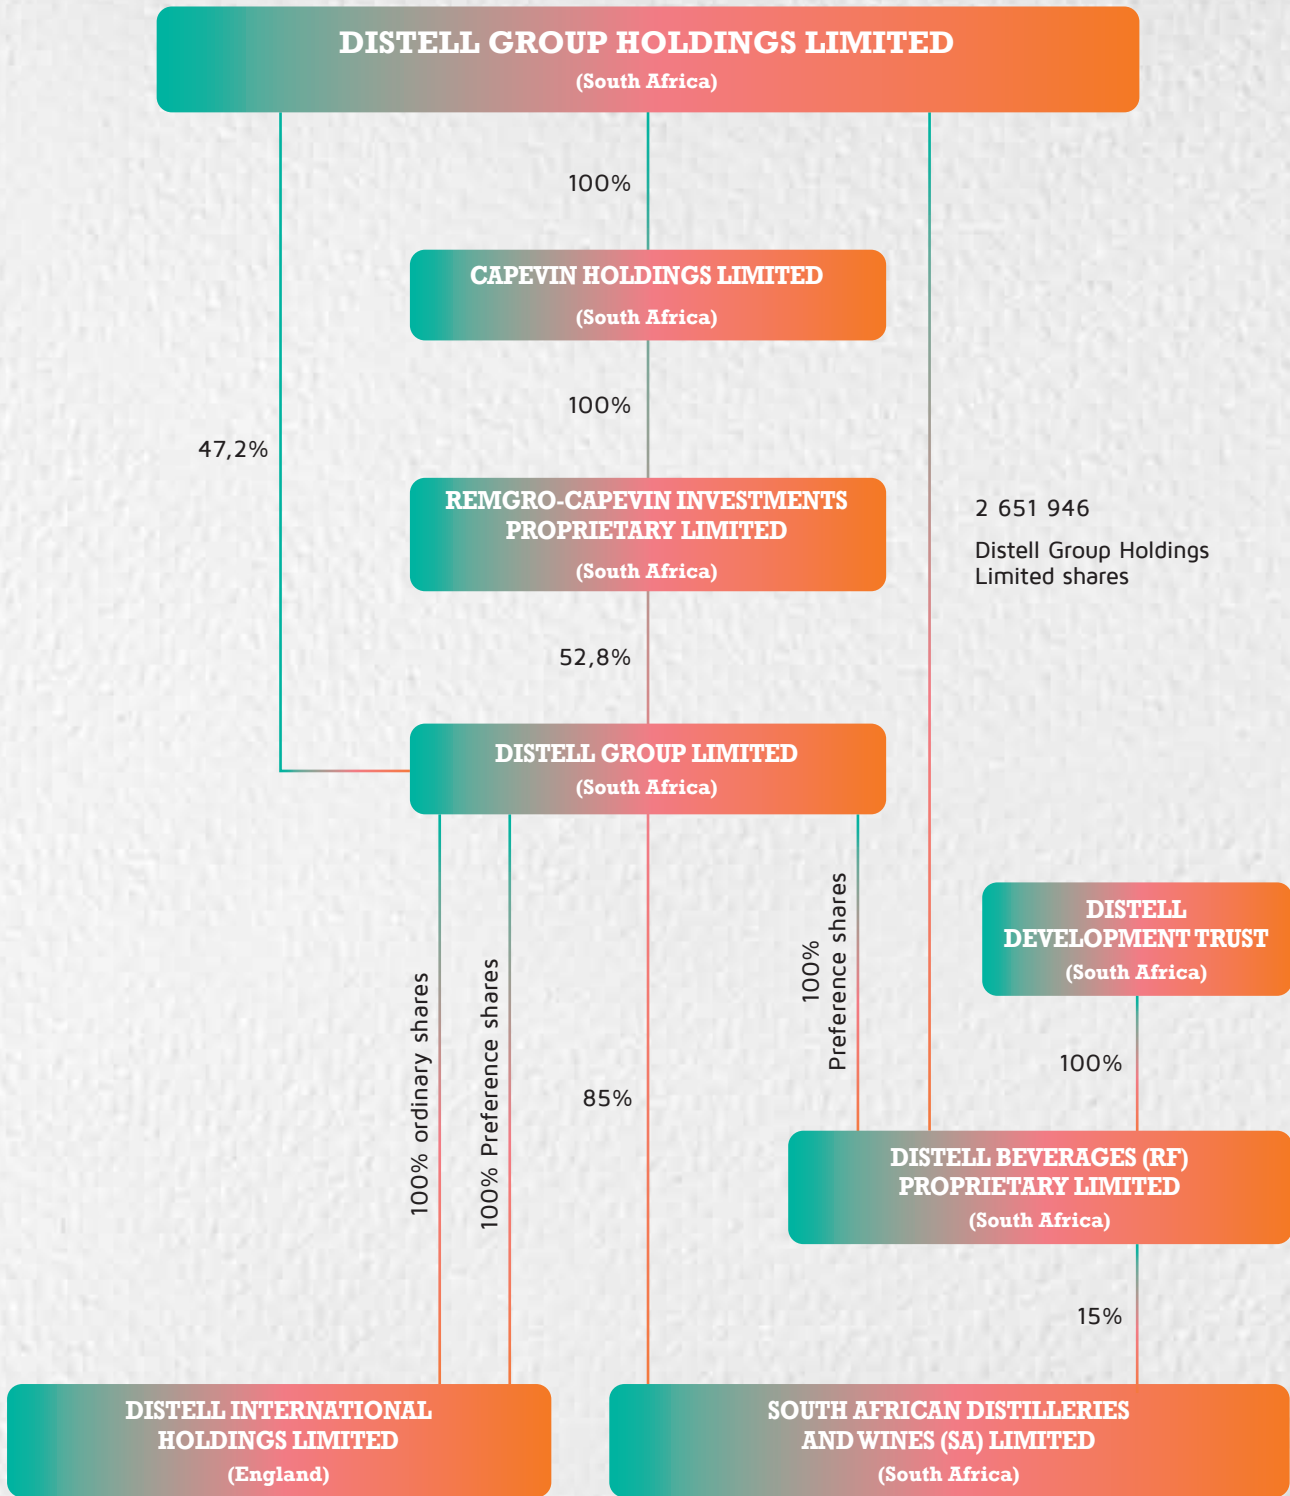 DISTELL GROUP HOLDINGS LIMITED
(South Africa)
100%
CAPEVIN HOLDINGS LIMITED
(South Africa)
100%
47,2%
REMGRO-CAPEVIN INVESTMENTS
PROPRIETARY LIMITED
(South Africa)
2 651 946
Distell Group Holdings
Limited shares
52,8%
DISTELL GROUP LIMITED
(South Africa)
100% ordinary shares
100% Preference shares
85%
100%
Preference shares
DISTELL
DEVELOPMENT TRUST
(South Africa)
100%
DISTELL BEVERAGES (RF)
PROPRIETARY LIMITED
(South Africa)
15%
DISTELL INTERNATIONAL
HOLDINGS LIMITED
(England)
SOUTH AFRICAN DISTILLERIES
AND WINES (SA) LIMITED
(South Africa)